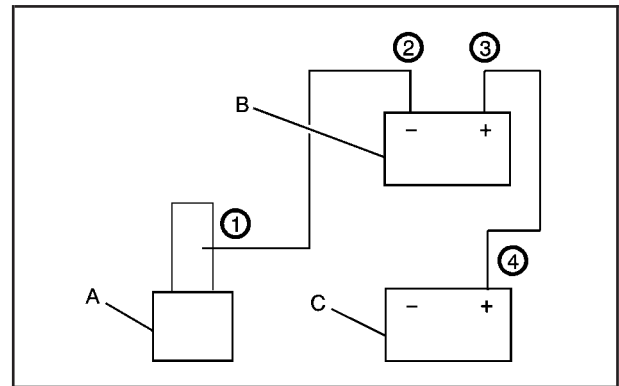 ② ③
B
− +
①
④
A
C
− +